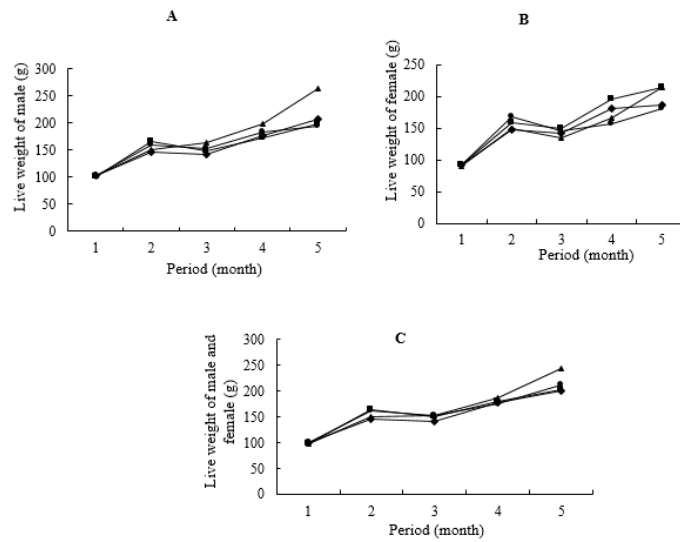 A
Live weight of male (g)
300
250
200
150
100
50
0
1 2 3 4 5
Period (month)
B
Live weight of female (g)
250
200
150
100
50
0
1 2 3 4 5
Period (month)
C
Live weight of male and
female (g)
300
250
200
150
100
50
0
1 2 3 4 5
Period (month)